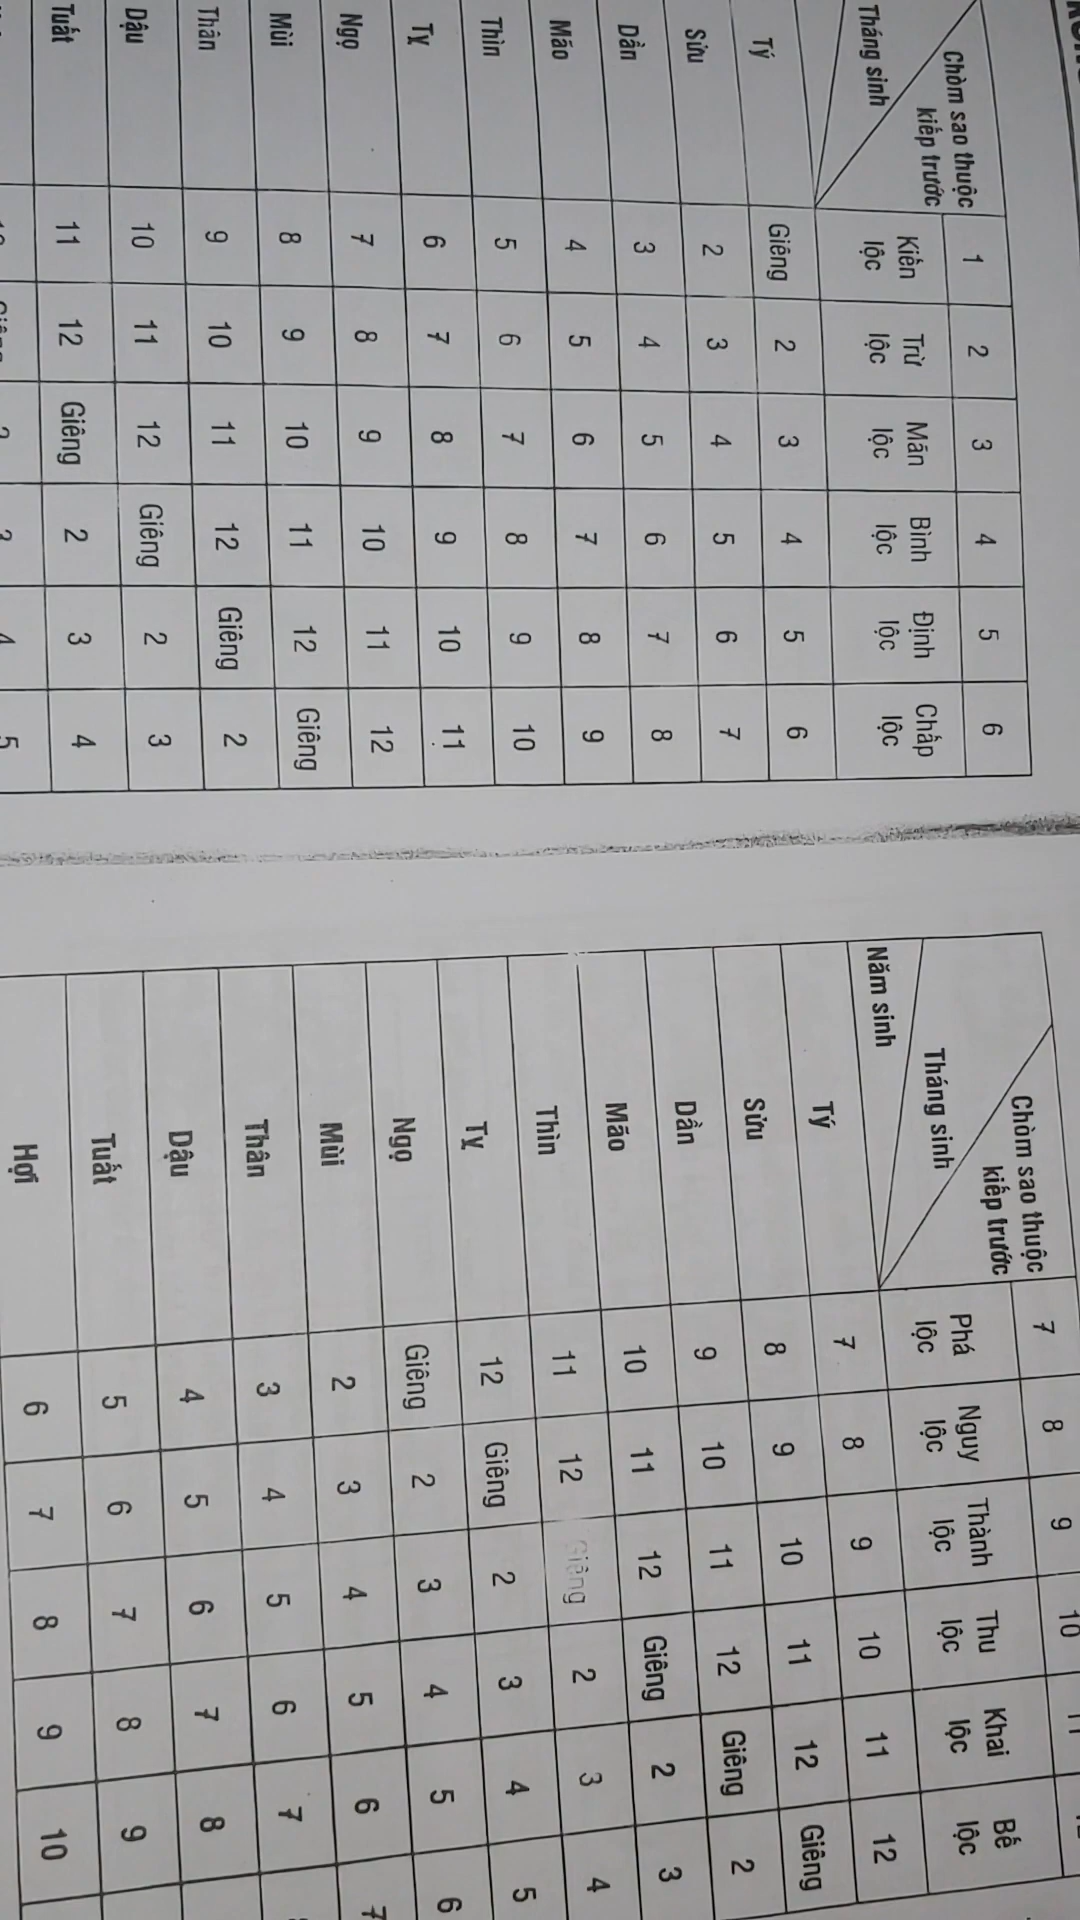 Chòm sao thuộc
kiếp trước
Tháng sinh
1 2 3 4 5 6
Kiến lộc Trừ lộc Mãn lộc Bình lộc Định lộc Chấp lộc
Tý Giêng 2 3 4 5 6
Sửu 2 3 4 5 6 7
Dần 3 4 5 6 7 8
Mão 4 5 6 7 8 9
Thìn 5 6 7 8 9 10
Tỵ 6 7 8 9 10 11
Ngọ 7 8 9 10 11 12
Mùi 8 9 10 11 12 Giêng
Thân 9 10 11 12 Giêng 2
Dậu 10 11 12 Giêng 2 3
Tuất 11 12 Giêng 2 3 4
4 5
Chòm sao thuộc
kiếp trước
Tháng sinh
Năm sinh
7 8 9 10 11
Phá lộc Nguy lộc Thành lộc Thu lộc Khai lộc Bế lộc
Tý 7 8 9 10 11 12
Sửu 8 9 10 11 12 Giêng
Dần 9 10 11 12 Giêng 2
Mão 10 11 12 Giêng 2 3
Thìn 11 12 Giêng 2 3 4
Tỵ 12 Giêng 2 3 4 5
Ngọ Giêng 2 3 4 5 6
Mùi 2 3 4 5 6 7
Thân 3 4 5 6 7
Dậu 4 5 6 7 8
Tuất 5 6 7 8 9
Hợi 6 7 8 9 10